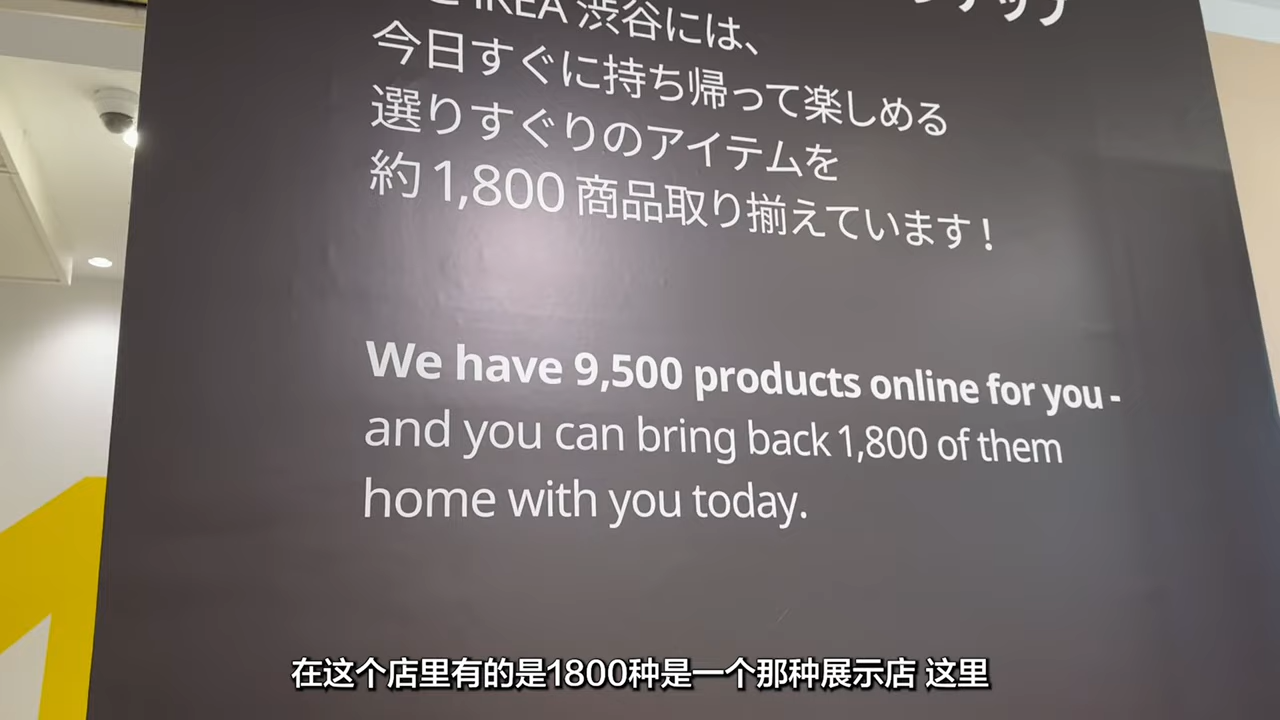 IKEA 渋谷には、
今日すぐに持ち帰って楽しめる
選りすぐりのアイテムを
約 1,800 商品取り揃えています!
We have 9,500 products online for you -
and you can bring back 1,800 of them
home with you today.
在这个店里有的是1800种是一个那种展示店 这里